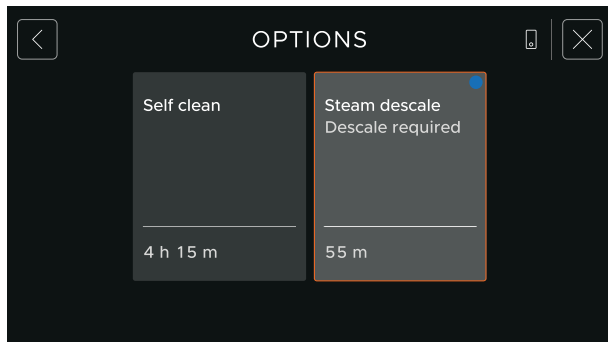 OPTIONS
Self clean
4 h 15 m
Steam descale
Descale required
55 m